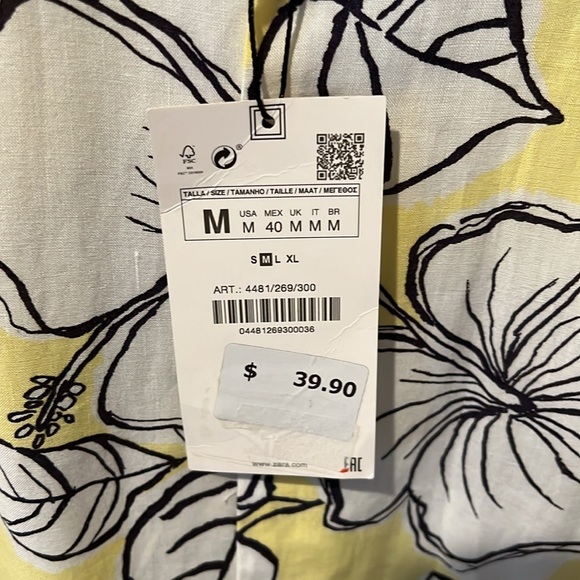 FSC
TALLA / SIZE / TAMANHO / TAILLE / MAAT / ΜΕΓΕΘΟΣ
M
USA MEX UK IT BR
M 40 M M M
S M L XL
ART.: 4481/269/300
04481269300036
$ 39.90
www.zara.com
EAC